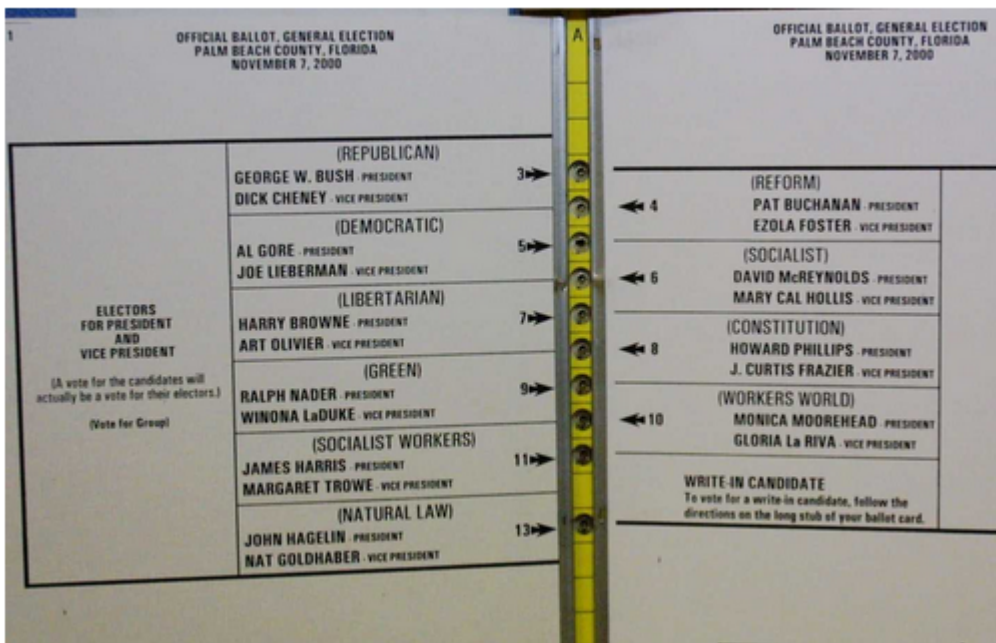 1
OFFICIAL BALLOT, GENERAL ELECTION
PALM BEACH COUNTY, FLORIDA
NOVEMBER 7, 2000
ELECTORS
FOR PRESIDENT
AND
VICE PRESIDENT
(A vote for the candidates will
actually be a vote for their electors.)
(Vote for Group)
(REPUBLICAN)
GEORGE W. BUSH - PRESIDENT
DICK CHENEY - VICE PRESIDENT
3
(DEMOCRATIC)
AL GORE - PRESIDENT
JOE LIEBERMAN - VICE PRESIDENT
5
(LIBERTARIAN)
HARRY BROWNE - PRESIDENT
ART OLIVIER - VICE PRESIDENT
7
(GREEN)
RALPH NADER - PRESIDENT
WINONA LaDUKE - VICE PRESIDENT
9
(SOCIALIST WORKERS)
JAMES HARRIS - PRESIDENT
MARGARET TROWE - VICE PRESIDENT
11
(NATURAL LAW)
JOHN HAGELIN - PRESIDENT
NAT GOLDHABER - VICE PRESIDENT
13
A
OFFICIAL BALLOT, GENERAL ELECTION
PALM BEACH COUNTY, FLORIDA
NOVEMBER 7, 2000
(REFORM)
4
PAT BUCHANAN - PRESIDENT
EZOLA FOSTER - VICE PRESIDENT
(SOCIALIST)
6
DAVID McREYNOLDS - PRESIDENT
MARY CAL HOLLIS - VICE PRESIDENT
(CONSTITUTION)
8
HOWARD PHILLIPS - PRESIDENT
J. CURTIS FRAZIER - VICE PRESIDENT
(WORKERS WORLD)
10
MONICA MOOREHEAD - PRESIDENT
GLORIA La RIVA - VICE PRESIDENT
WRITE-IN CANDIDATE
To vote for a write-in candidate, follow the
directions on the long stub of your ballot card.